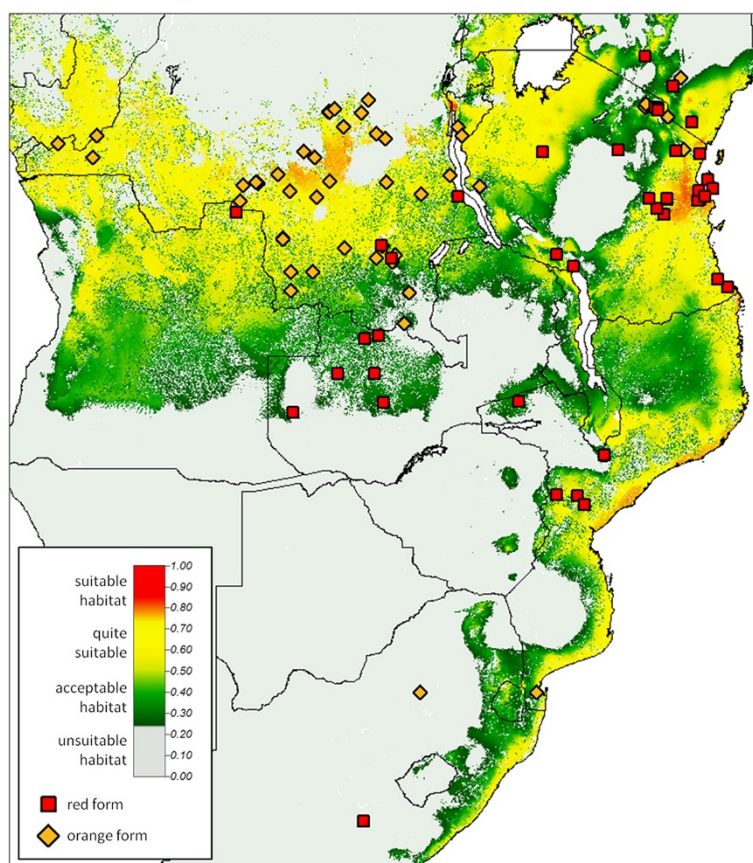 suitable
habitat
quite
suitable
acceptable
habitat
unsuitable
habitat
1.00
0.90
0.80
0.70
0.60
0.50
0.40
0.30
0.20
0.10
0.00
red form
orange form